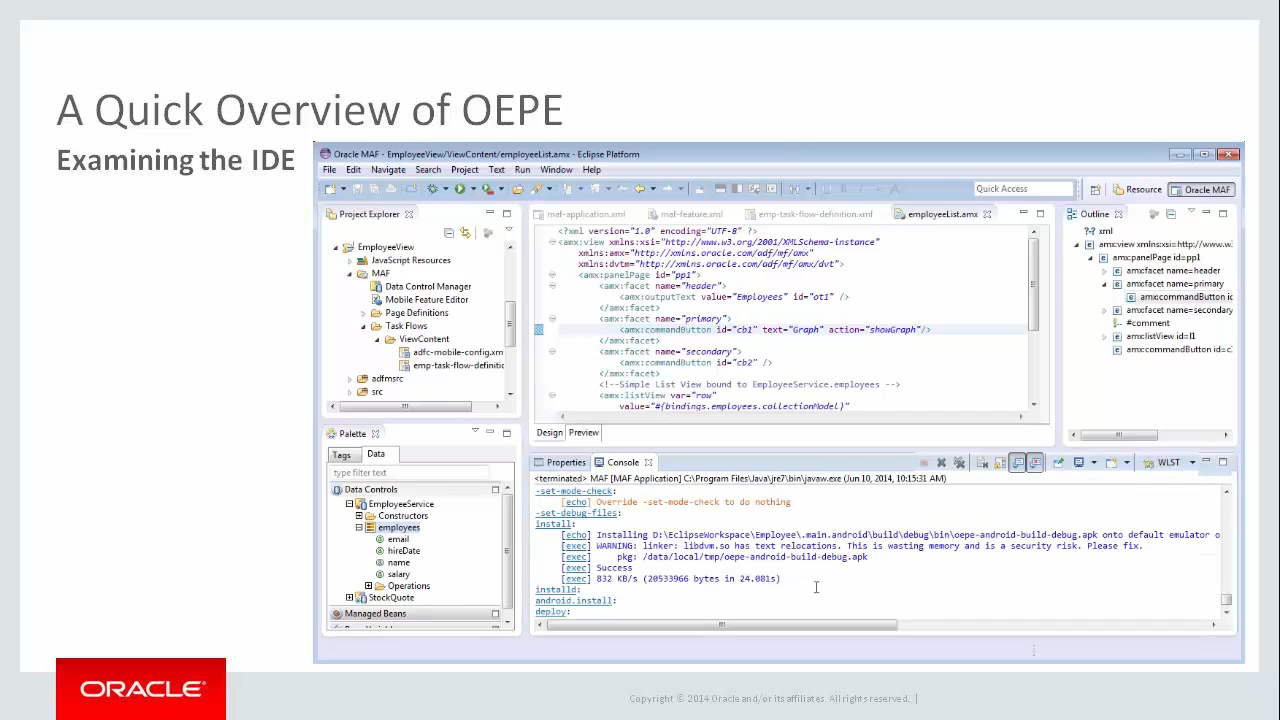 A Quick Overview of OEPE
Examining the IDE
Oracle MAF - EmployeeView/ViewContent/employeeList.amx - Eclipse Platform
File Edit Navigate Search Project Text Run Window Help
Quick Access
Resource
Oracle MAF
Project Explorer
EmployeeView
JavaScript Resources
MAF
Data Control Manager
Mobile Feature Editor
Page Definitions
Task Flows
ViewContent
adfc-mobile-config.xm
emp-task-flow-definitic
adfmsrc
src
maf-application.xml
maf-feature.xml
emp-task-flow-definition.xml
employeeList.amx
<?xml version="1.0" encoding="UTF-8" ?>
<amx:view xmlns:xsi="http://www.w3.org/2001/XMLSchema-instance"
xmlns:amx="http://xmlns.oracle.com/adf/mf/amx"
xmlns:dvtm="http://xmlns.oracle.com/adf/mf/amx/dvt">
<amx:panelPage id="pp1">
<amx:facet name="header">
<amx:outputText value="Employees" id="ot1" />
</amx:facet>
<amx:facet name="primary">
<amx:commandButton id="cb1" text="Graph" action="showGraph"/>
</amx:facet>
<amx:facet name="secondary">
<amx:commandButton id="cb2" />
</amx:facet>
<!--Simple List View bound to EmployeeService.employees -->
<amx:listView var="row"
value="#{bindings.employees.collectionModel}"
Design
Preview
Outline
xml
amx:view xmlns:xsi=http://www.w
amx:panelPage id=pp1
amx:facet name=header
amx:facet name=primary
amx:commandButton id
amx:facet name=secondary
#comment
amx:listView id=l1
amx:commandButton id=c
Palette
Tags
Data
type filter text
Data Controls
EmployeeService
Constructors
employees
email
hireDate
name
salary
Operations
StockQuote
Managed Beans
Properties
Console
WLST
<terminated> MAF [MAF Application] C:\Program Files\Java\jre7\bin\javaw.exe (Jun 10, 2014, 10:15:31 AM)
-set-mode-check:
[echo] Override -set-mode-check to do nothing
-set-debug-files:
install:
[echo] Installing D:\EclipseWorkspace\Employee\.main.android\build\debug\bin\oepe-android-build-debug.apk onto default emulator o
[exec] WARNING: linker: libdvm.so has text relocations. This is wasting memory and is a security risk. Please fix.
[exec] pkg: /data/local/tmp/oepe-android-build-debug.apk
[exec] Success
[exec] 832 KB/s (20533966 bytes in 24.081s)
installd:
android.install:
deploy:
ORACLE
Copyright © 2014 Oracle and/or its affiliates. All rights reserved. |